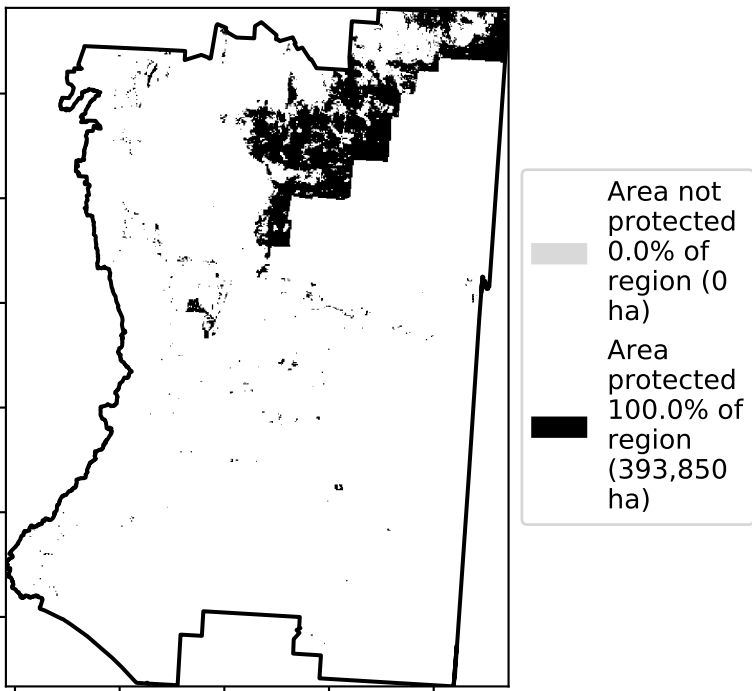 Area not
protected
0.0% of
region (0
ha)
Area
protected
100.0% of
region
(393,850
ha)